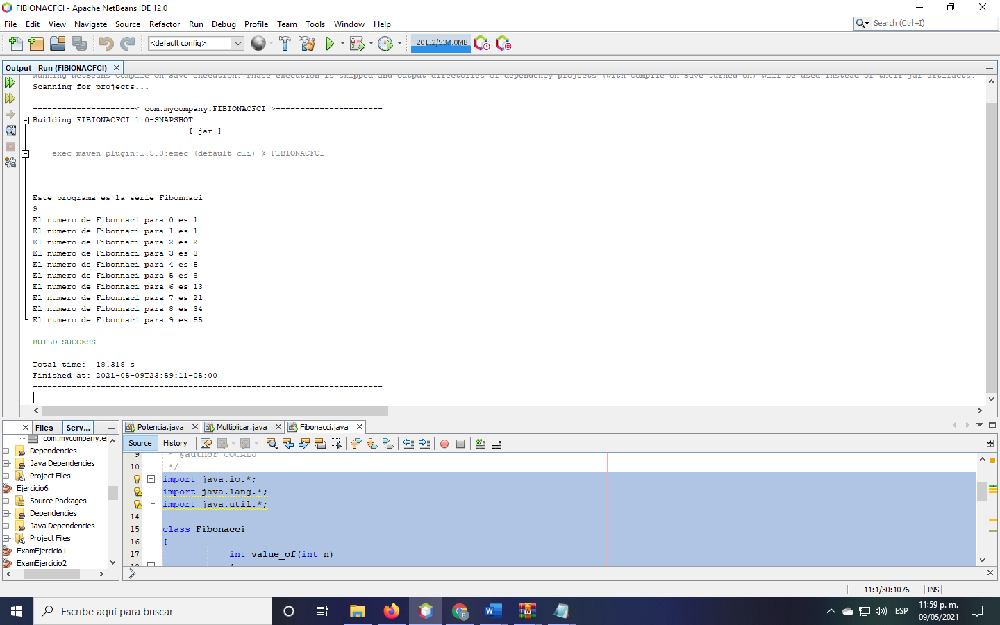 FIBIONACFCI - Apache NetBeans IDE 12.0
File Edit View Navigate Source Refactor Run Debug Profile Team Tools Window Help
Search (Ctrl+I)
<default config>
201.2/537.0MB
Output - Run (FIBIONACFCI)
Running NetBeans Compile On Save execution. Phase execution is skipped and output directories of dependency projects (with Compile on Save turned on) will be used instead of their jar artifacts.
Scanning for projects...
---------------------< com.mycompany:FIBIONACFCI >----------------------
Building FIBIONACFCI 1.0-SNAPSHOT
--------------------------------[ jar ]---------------------------------
--- exec-maven-plugin:1.5.0:exec (default-cli) @ FIBIONACFCI ---
Este programa es la serie Fibonnaci
9
El numero de Fibonnaci para 0 es 1
El numero de Fibonnaci para 1 es 1
El numero de Fibonnaci para 2 es 2
El numero de Fibonnaci para 3 es 3
El numero de Fibonnaci para 4 es 5
El numero de Fibonnaci para 5 es 8
El numero de Fibonnaci para 6 es 13
El numero de Fibonnaci para 7 es 21
El numero de Fibonnaci para 8 es 34
El numero de Fibonnaci para 9 es 55
------------------------------------------------------------------------
BUILD SUCCESS
------------------------------------------------------------------------
Total time:  18.318 s
Finished at: 2021-05-09T23:59:11-05:00
------------------------------------------------------------------------
Files Serv...
com.mycompany.ej
Dependencies
Java Dependencies
Project Files
Ejercicio6
Source Packages
Dependencies
Java Dependencies
Project Files
ExamEjercicio1
ExamEjercicio2
Potencia.java Multiplicar.java Fibonacci.java
Source History
9 * @author COCALJ
10 */
import java.io.*;
import java.lang.*;
import java.util.*;
14
15 class Fibonacci
16 {
17 int value_of(int n)
18 {
11:1/30:1076 INS
Escribe aquí para buscar
ESP
11:59 p. m.
09/05/2021